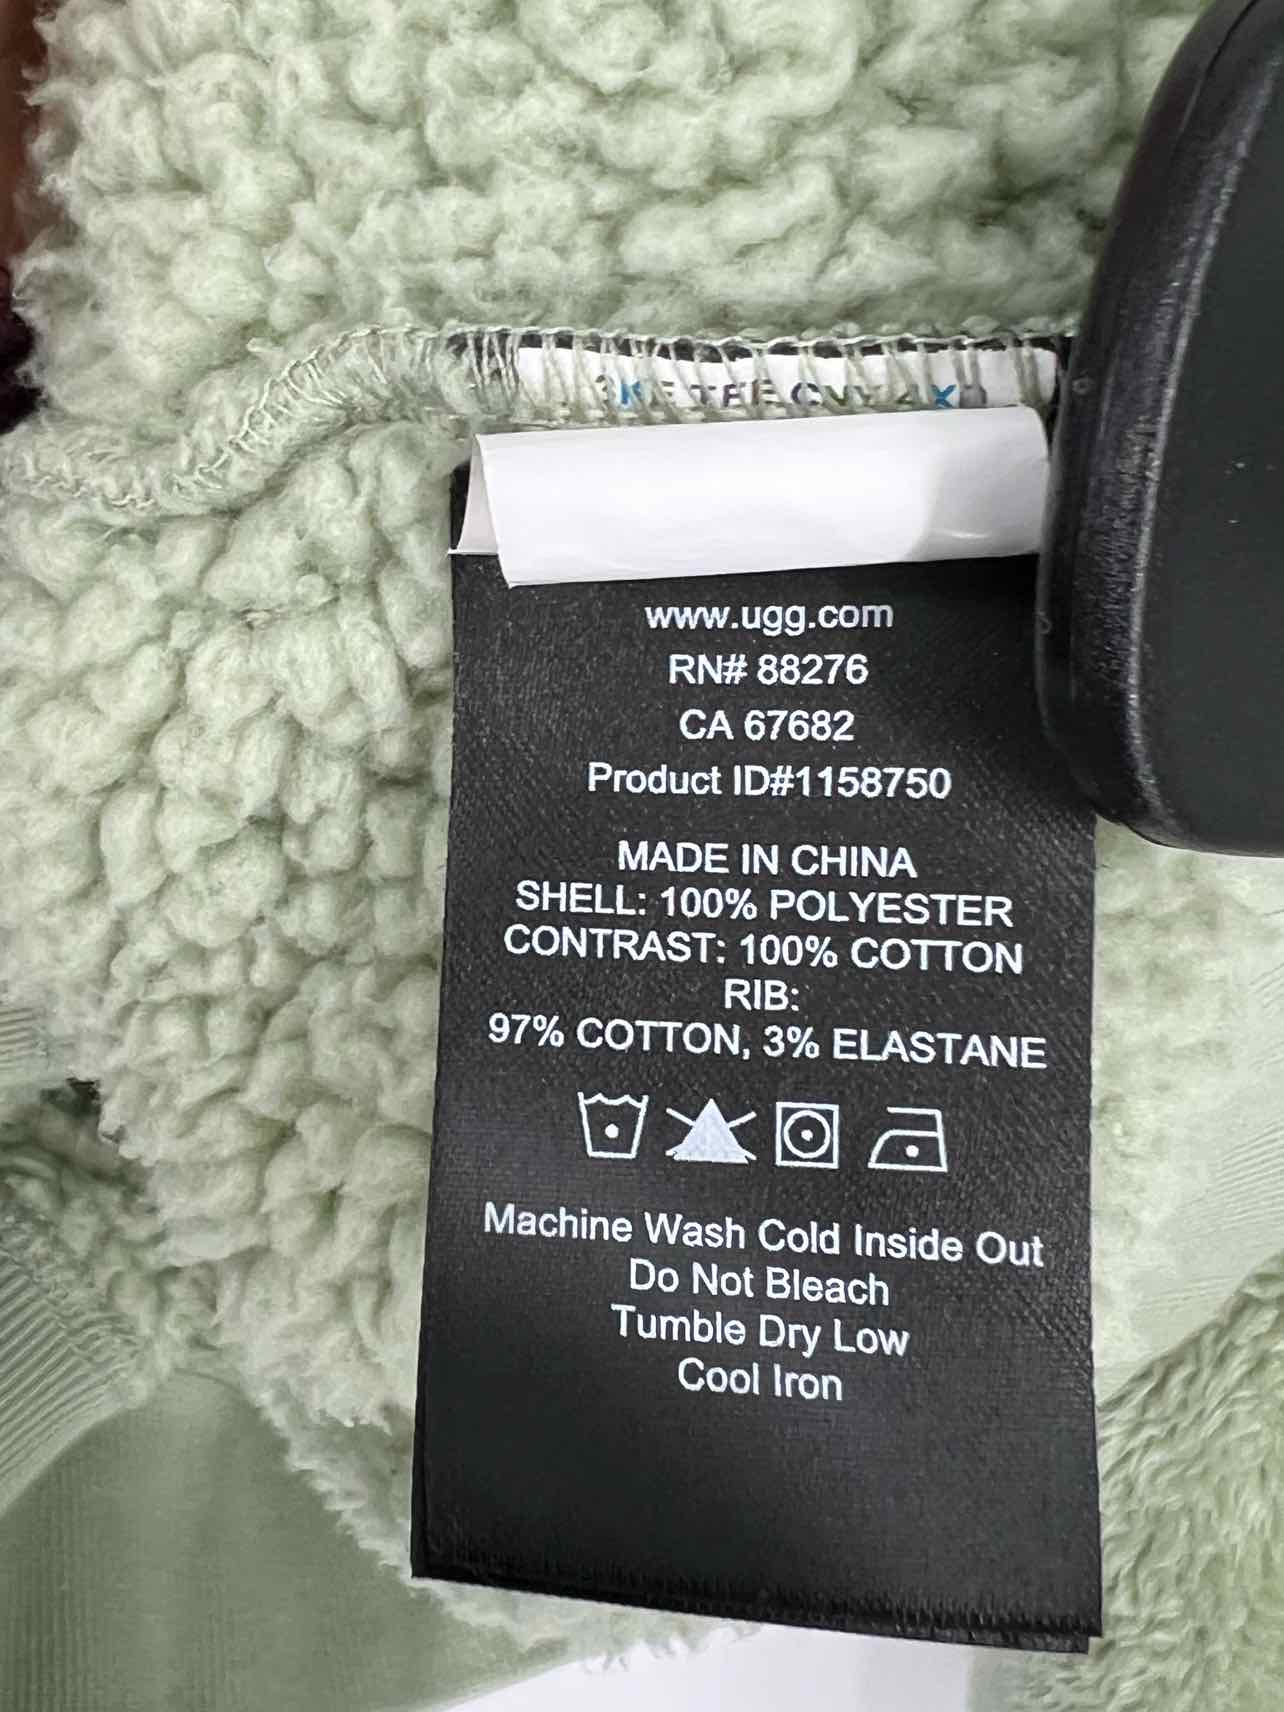 www.ugg.com
RN# 88276
CA 67682
Product ID#1158750
MADE IN CHINA
SHELL: 100% POLYESTER
CONTRAST: 100% COTTON
RIB:
97% COTTON, 3% ELASTANE
Machine Wash Cold Inside Out
Do Not Bleach
Tumble Dry Low
Cool Iron